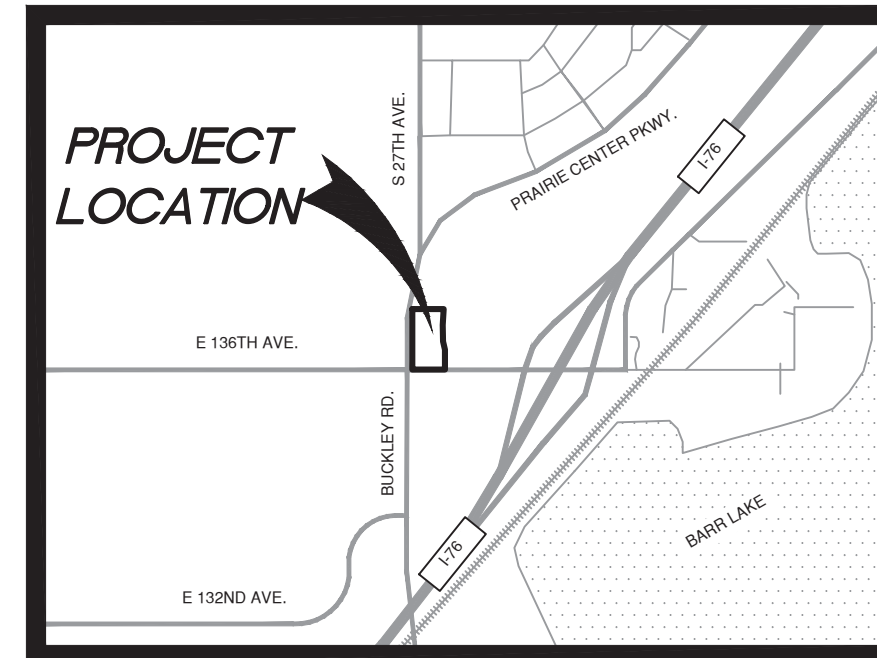 PROJECT
LOCATION
S 27TH AVE.
PRAIRIE CENTER PKWY.
I-76
E 136TH AVE.
BUCKLEY RD.
BARR LAKE
I-76
E 132ND AVE.